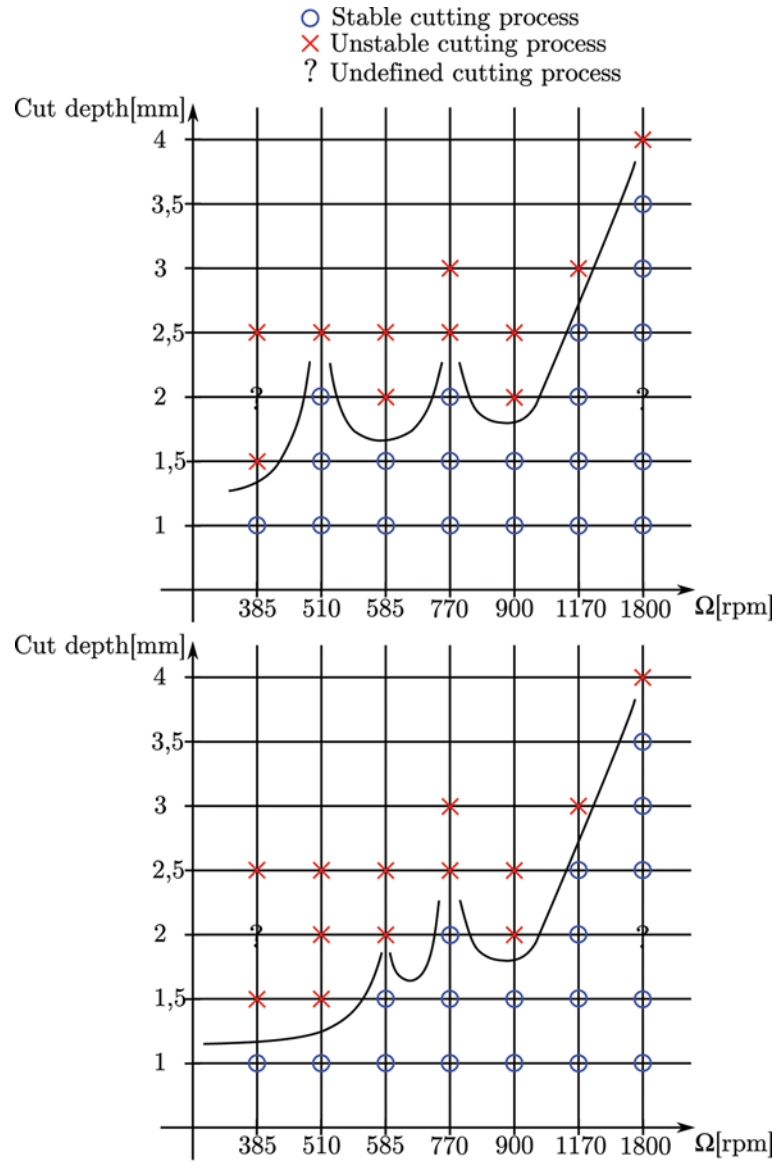 Stable cutting process
Unstable cutting process
? Undefined cutting process
Cut depth[mm]
4
3,5
3
2,5
2 ? ?
1,5
1
385 510 585 770 900 1170 1800 Ω[rpm]
Cut depth[mm]
4
3,5
3
2,5
2 ? ?
1,5
1
385 510 585 770 900 1170 1800 Ω[rpm]